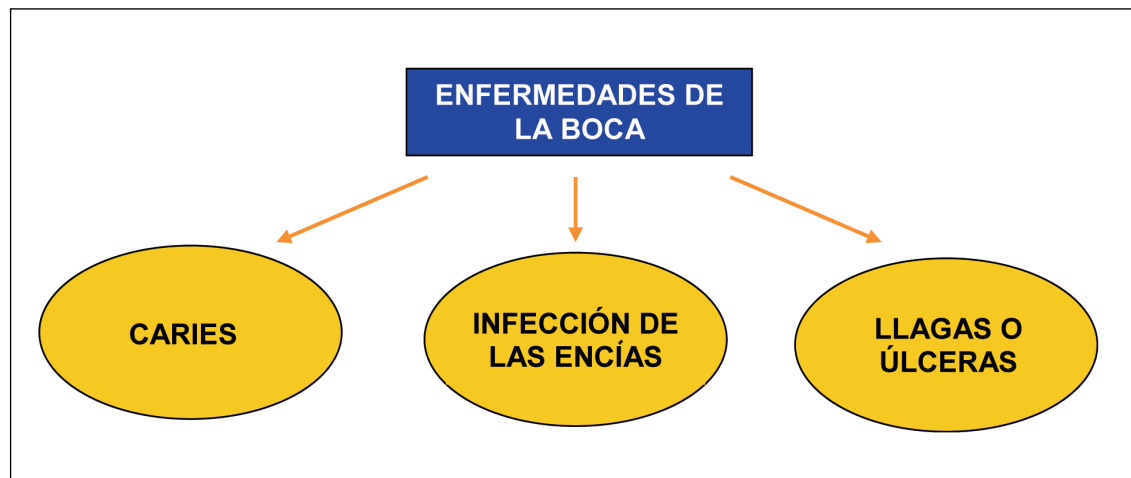 ENFERMEDADES DE
LA BOCA
CARIES
INFECCIÓN DE
LAS ENCÍAS
LLAGAS O
ÚLCERAS